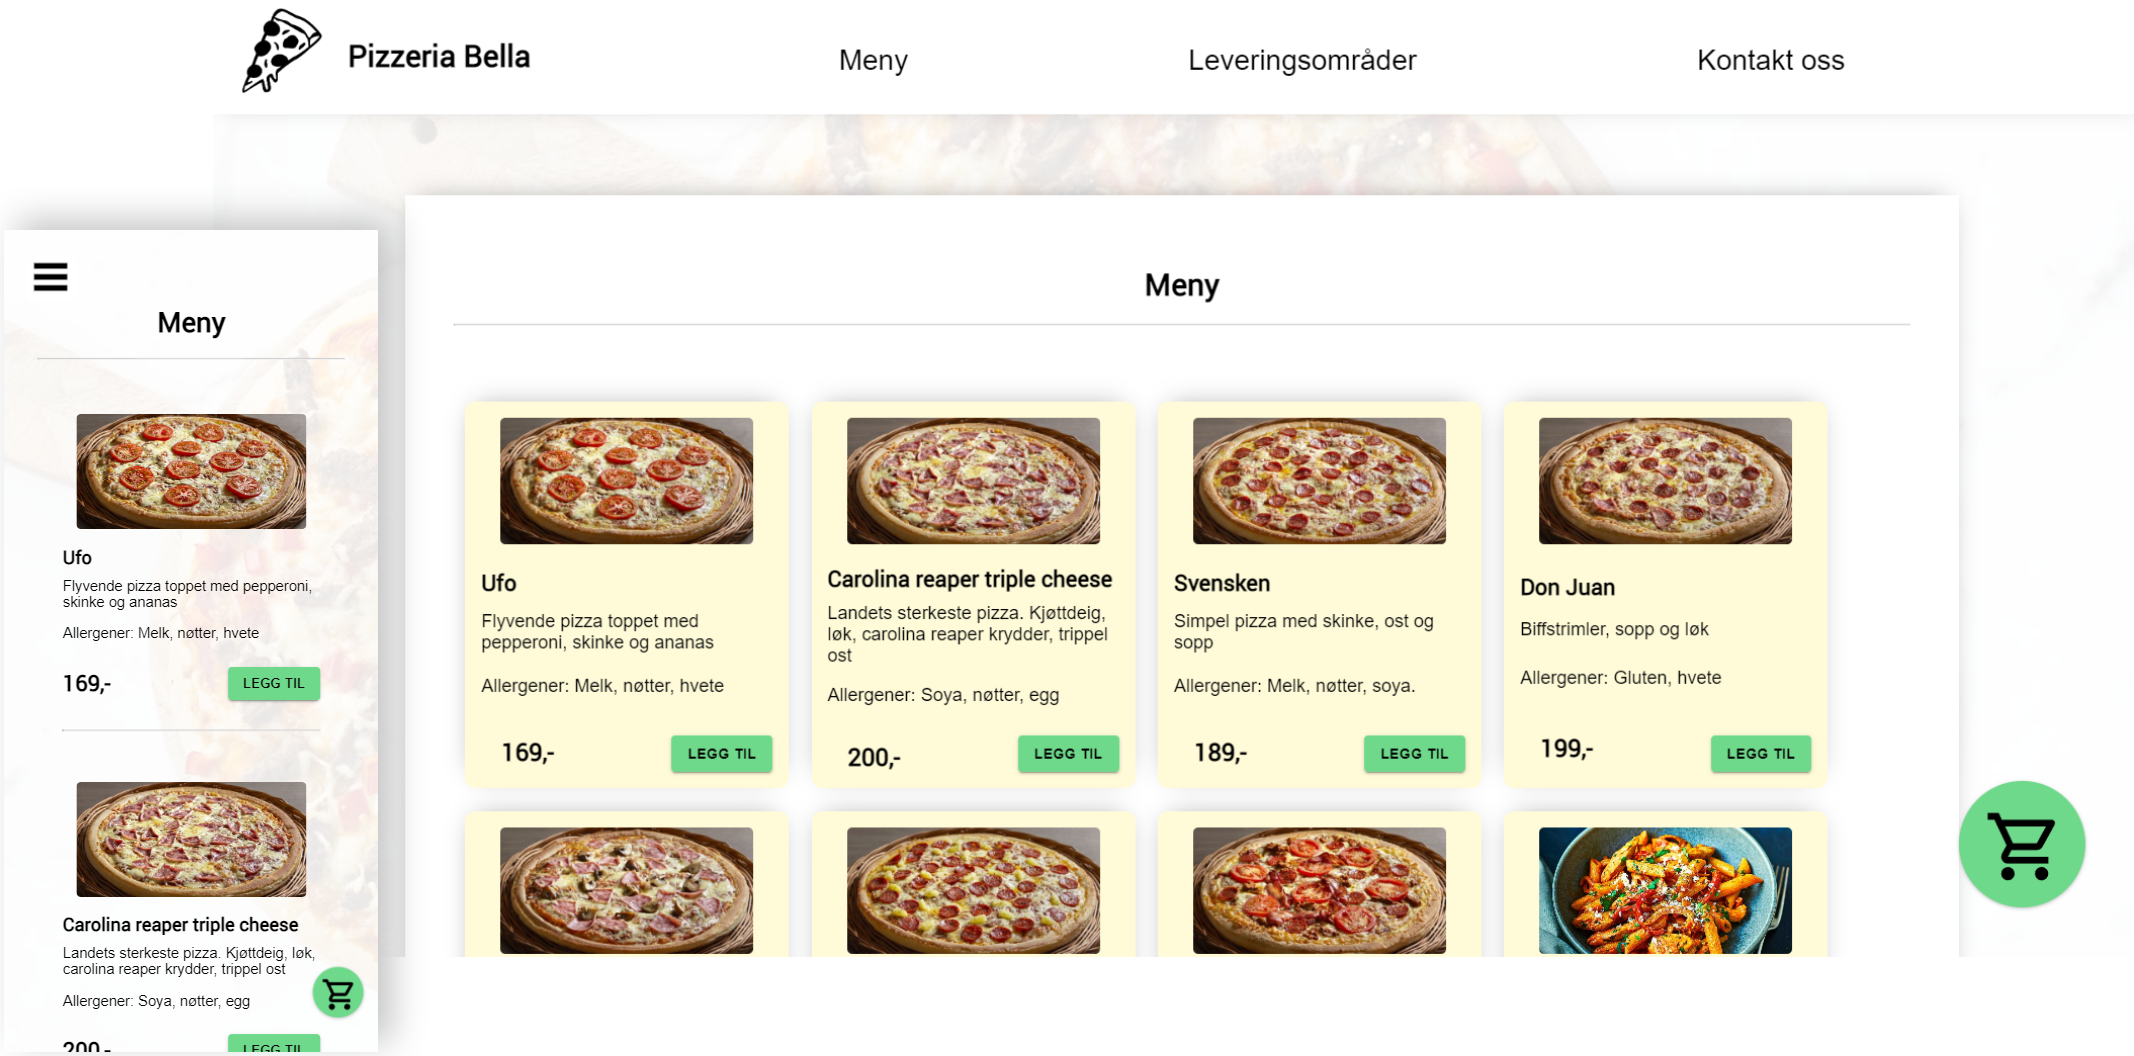 Pizzeria Bella
Meny
Leveringsområder
Kontakt oss
Meny
Ufo
Flyvende pizza toppet med pepperoni,
skinke og ananas
Allergener: Melk, nøtter, hvete
169,-
LEGG TIL
Carolina reaper triple cheese
Landets sterkeste pizza. Kjøttdeig, løk,
carolina reaper krydder, trippel ost
Allergener: Soya, nøtter, egg
200,-
LEGG TIL
Meny
Ufo
Flyvende pizza toppet med
pepperoni, skinke og ananas
Allergener: Melk, nøtter, hvete
169,-
LEGG TIL
Carolina reaper triple cheese
Landets sterkeste pizza. Kjøttdeig,
løk, carolina reaper krydder, trippel
ost
Allergener: Soya, nøtter, egg
200,-
LEGG TIL
Svensken
Simpel pizza med skinke, ost og
sopp
Allergener: Melk, nøtter, soya.
189,-
LEGG TIL
Don Juan
Biffstrimler, sopp og løk
Allergener: Gluten, hvete
199,-
LEGG TIL